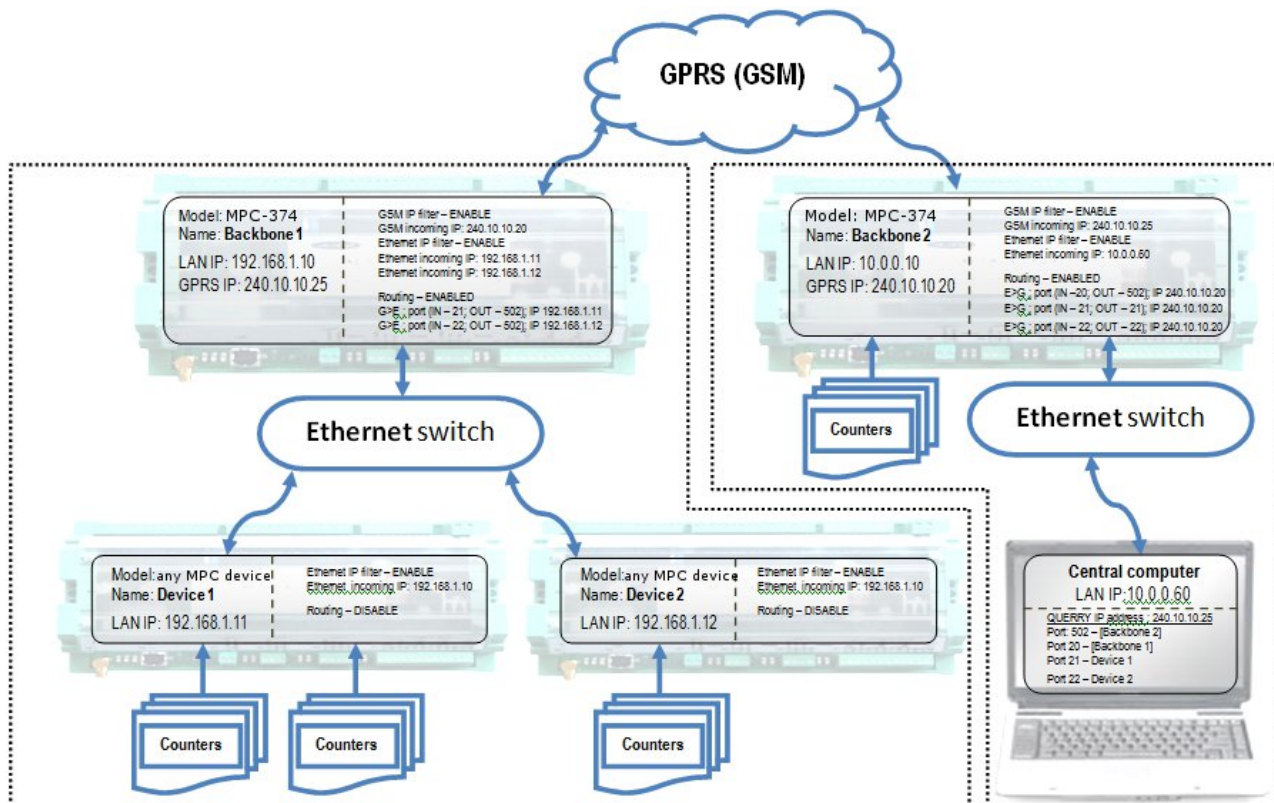 GPRS (GSM)
Model: MPC-374
Name: Backbone1
LAN IP: 192.168.1.10
GPRS IP: 240.10.10.25
GSM IP filter – ENABLE
GSM incoming IP: 240.10.10.20
Ethernet IP filter – ENABLE
Ethernet incoming IP: 192.168.1.11
Ethernet incoming IP: 192.168.1.12
Routing – ENABLED
G>E ; port (IN – 21; OUT – 502); IP 192.168.1.11
G>E ; port (IN – 22; OUT – 502); IP 192.168.1.12
Model: MPC-374
Name: Backbone2
LAN IP: 10.0.0.10
GPRS IP: 240.10.10.20
GSM IP filter – ENABLE
GSM incoming IP: 240.10.10.25
Ethernet IP filter – ENABLE
Ethernet incoming IP: 10.0.0.60
Routing – ENABLED
E>G ; port (IN –20; OUT – 502); IP 240.10.10.20
E>G ; port (IN – 21; OUT – 21); IP 240.10.10.20
E>G ; port (IN – 22; OUT – 22); IP 240.10.10.20
Ethernet switch
Counters
Ethernet switch
Model:any MPC device
Name: Device1
LAN IP: 192.168.1.11
Ethernet IP filter – ENABLE
Ethernet incoming IP: 192.168.1.10
Routing – DISABLE
Model:any MPC device
Name: Device2
LAN IP: 192.168.1.12
Ethernet IP filter – ENABLE
Ethernet incoming IP: 192.168.1.10
Routing – DISABLE
Central computer
LAN IP:10.0.0.60
QUERRY IP address : 240.10.10.25
Port: 502 – [Backbone 2]
Port 20 – [Backbone 1]
Port 21 – Device 1
Port 22 – Device 2
Counters
Counters
Counters